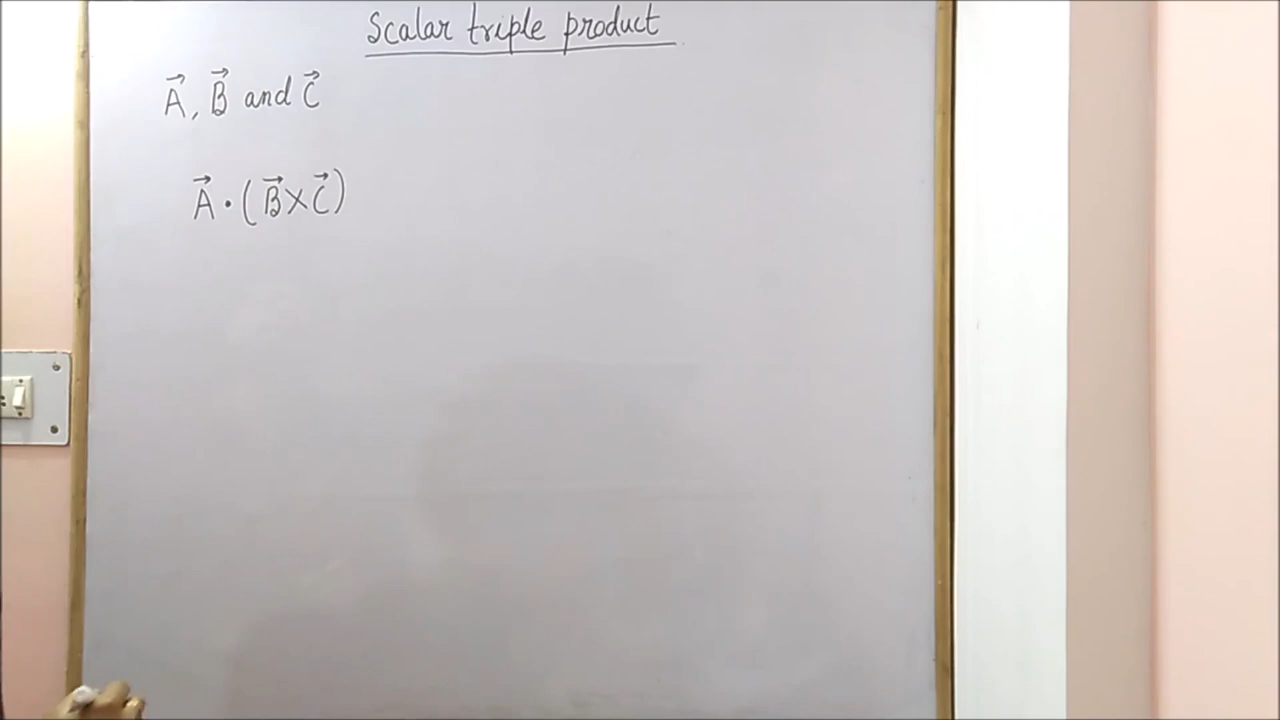 Scalar triple product
A⃗, B⃗ and C⃗
A⃗ · (B⃗ × C⃗)